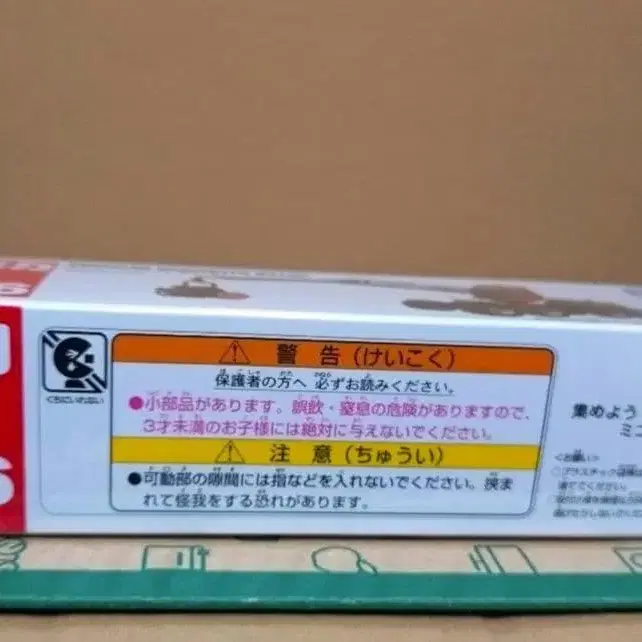 くちにいれない
警告(けいこく)
保護者の方へ 必ずお読みください。
●小部品があります。誤飲・窒息の危険がありますので、
3才未満のお子様には絶対に与えないでください。
注意(ちゅうい)
●可動部の隙間には指などを入れないでください。挟ま
れて怪我をする恐れがあります。
集めよう
ミニ
<お願い>